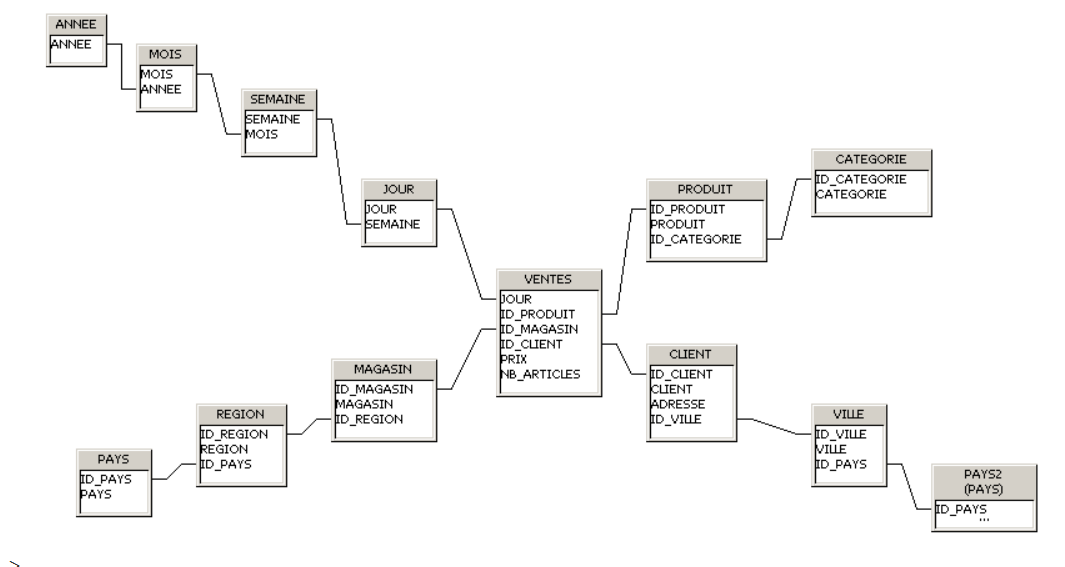 ANNEE
ANNEE
MOIS
MOIS
ANNEE
SEMAINE
SEMAINE
MOIS
JOUR
JOUR
SEMAINE
VENTES
JOUR
ID_PRODUIT
ID_MAGASIN
ID_CLIENT
PRIX
NB_ARTICLES
PRODUIT
ID_PRODUIT
PRODUIT
ID_CATEGORIE
CATEGORIE
ID_CATEGORIE
CATEGORIE
MAGASIN
ID_MAGASIN
MAGASIN
ID_REGION
REGION
ID_REGION
REGION
ID_PAYS
PAYS
ID_PAYS
PAYS
CLIENT
ID_CLIENT
CLIENT
ADRESSE
ID_VILLE
VILLE
ID_VILLE
VILLE
ID_PAYS
PAYS2
(PAYS)
ID_PAYS
...
>